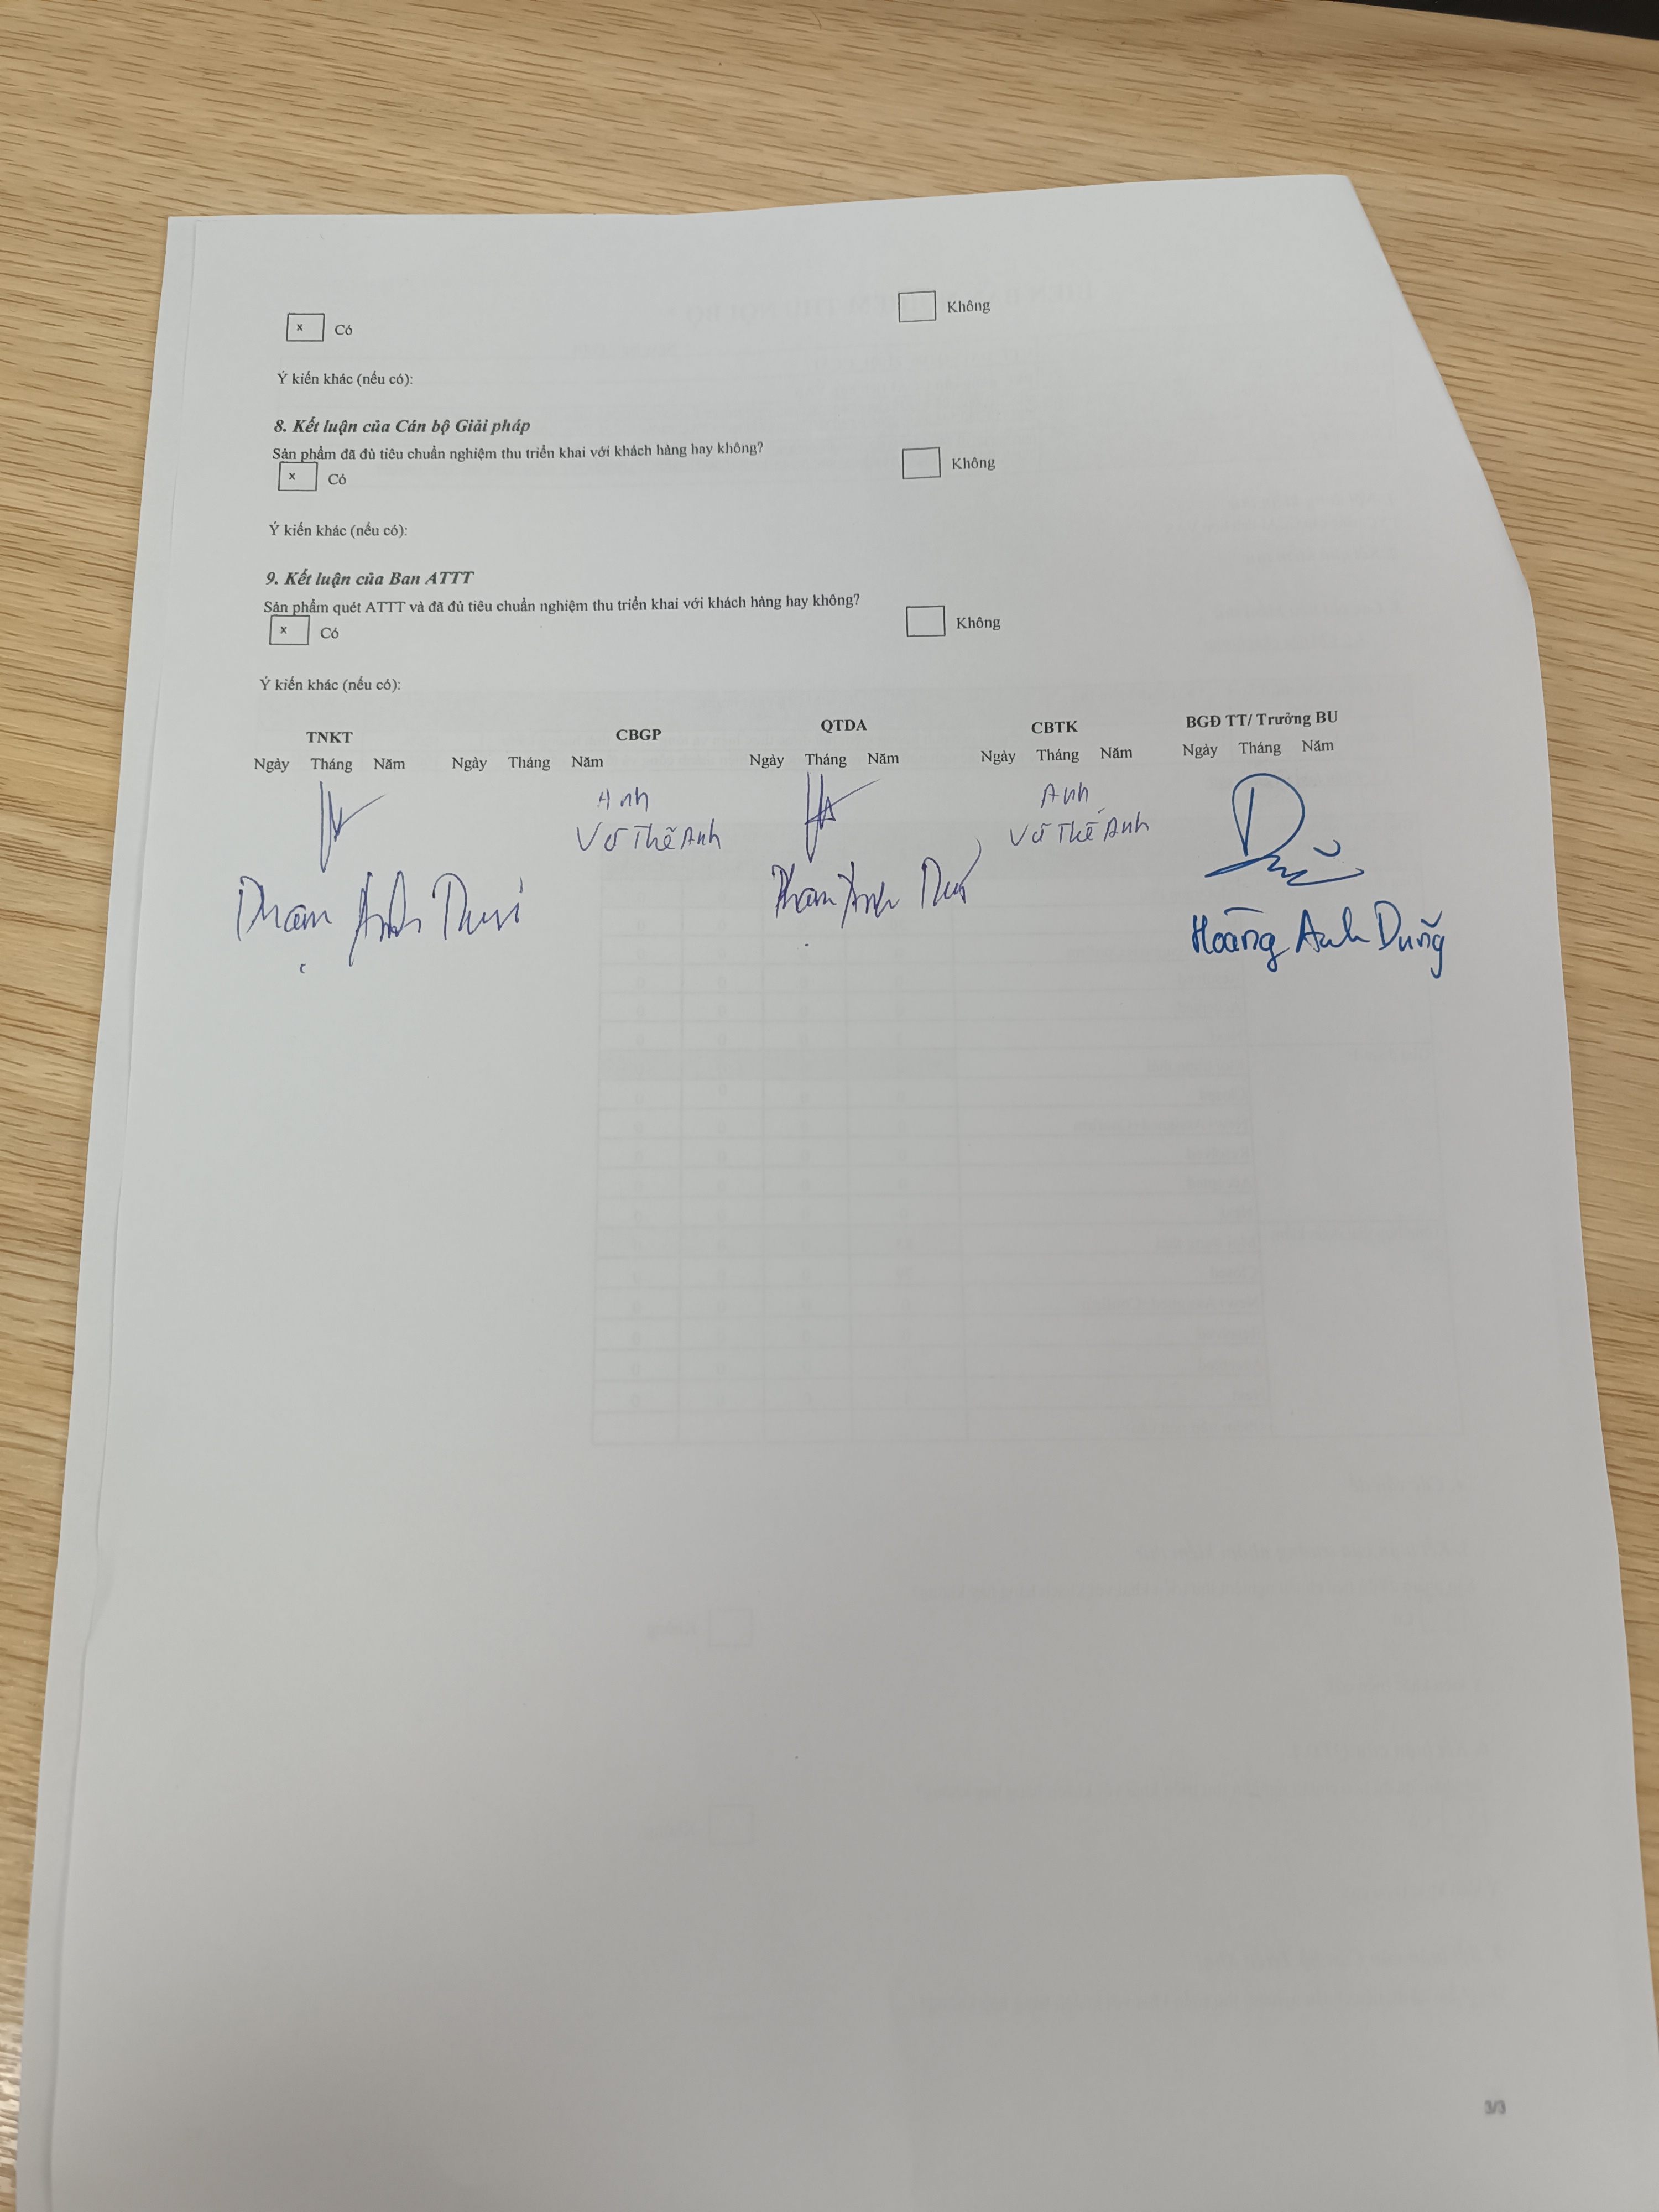 x Có Không
Ý kiến khác (nếu có):
8. Kết luận của Cán bộ Giải pháp
Sản phẩm đã đủ tiêu chuẩn nghiệm thu triển khai với khách hàng hay không?
x Có Không
Ý kiến khác (nếu có):
9. Kết luận của Ban ATTT
Sản phẩm quét ATTT và đã đủ tiêu chuẩn nghiệm thu triển khai với khách hàng hay không?
x Có Không
Ý kiến khác (nếu có):
TNKT CBGP QTDA CBTK BGĐ TT/ Trưởng BU
Ngày Tháng Năm Ngày Tháng Năm Ngày Tháng Năm Ngày Tháng Năm Ngày Tháng Năm
Anh Anh
Vũ Thế Anh Vũ Thế Anh
Phạm Anh Phạm Anh Hoàng Anh Dũng
3/3